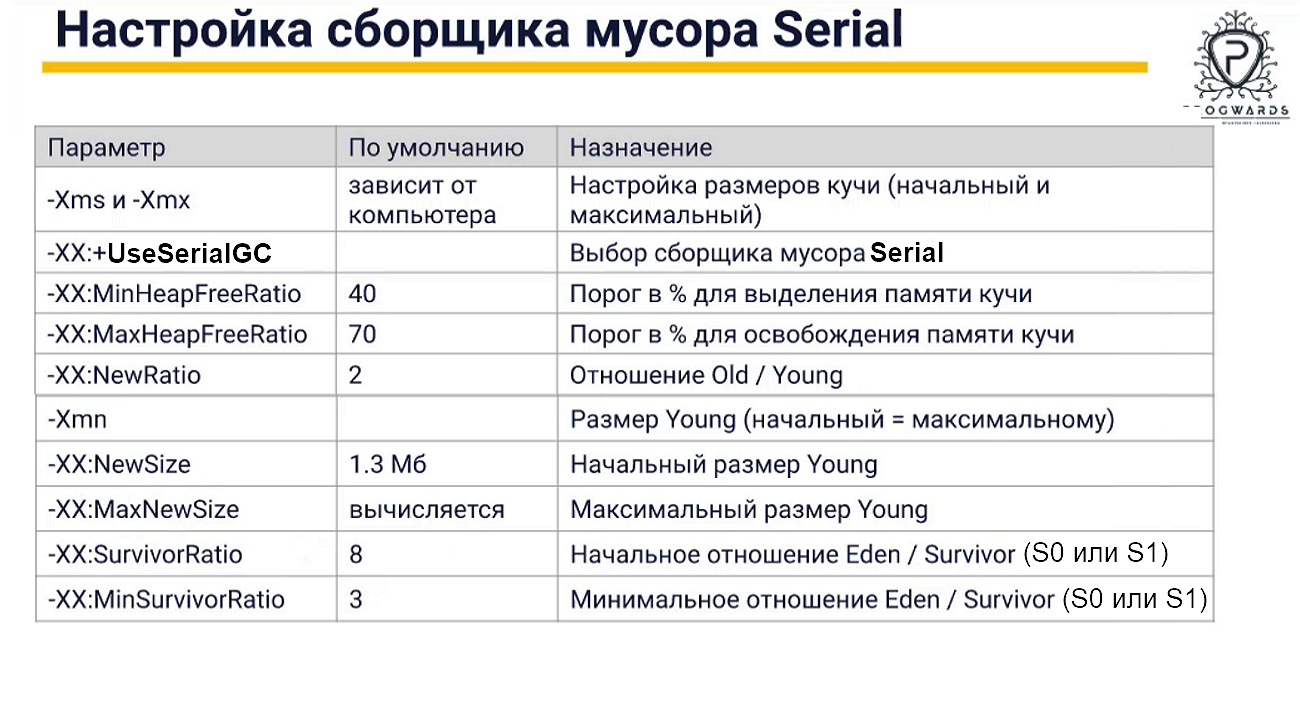 Настройка сборщика мусора Serial
P
OGWARDS
Параметр По умолчанию Назначение
-Xms и -Xmx зависит от компьютера Настройка размеров кучи (начальный и максимальный)
-XX:+UseSerialGC Выбор сборщика мусора Serial
-XX:MinHeapFreeRatio 40 Порог в % для выделения памяти кучи
-XX:MaxHeapFreeRatio 70 Порог в % для освобождения памяти кучи
-XX:NewRatio 2 Отношение Old / Young
-Xmn Размер Young (начальный = максимальному)
-XX:NewSize 1.3 Мб Начальный размер Young
-XX:MaxNewSize вычисляется Максимальный размер Young
-XX:SurvivorRatio 8 Начальное отношение Eden / Survivor (S0 или S1)
-XX:MinSurvivorRatio 3 Минимальное отношение Eden / Survivor (S0 или S1)